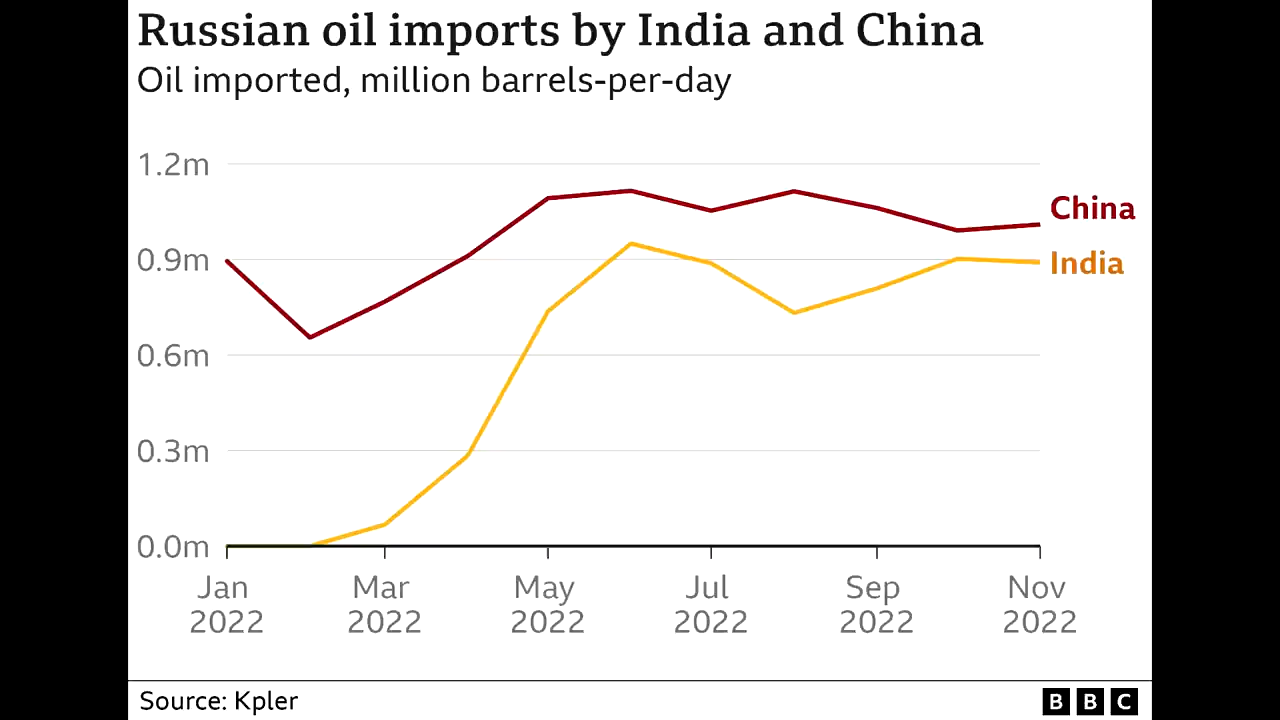 Russian oil imports by India and China
Oil imported, million barrels-per-day
1.2m
China
0.9m
India
0.6m
0.3m
0.0m
Jan Mar May Jul Sep Nov
2022 2022 2022 2022 2022 2022
Source: Kpler
BBC